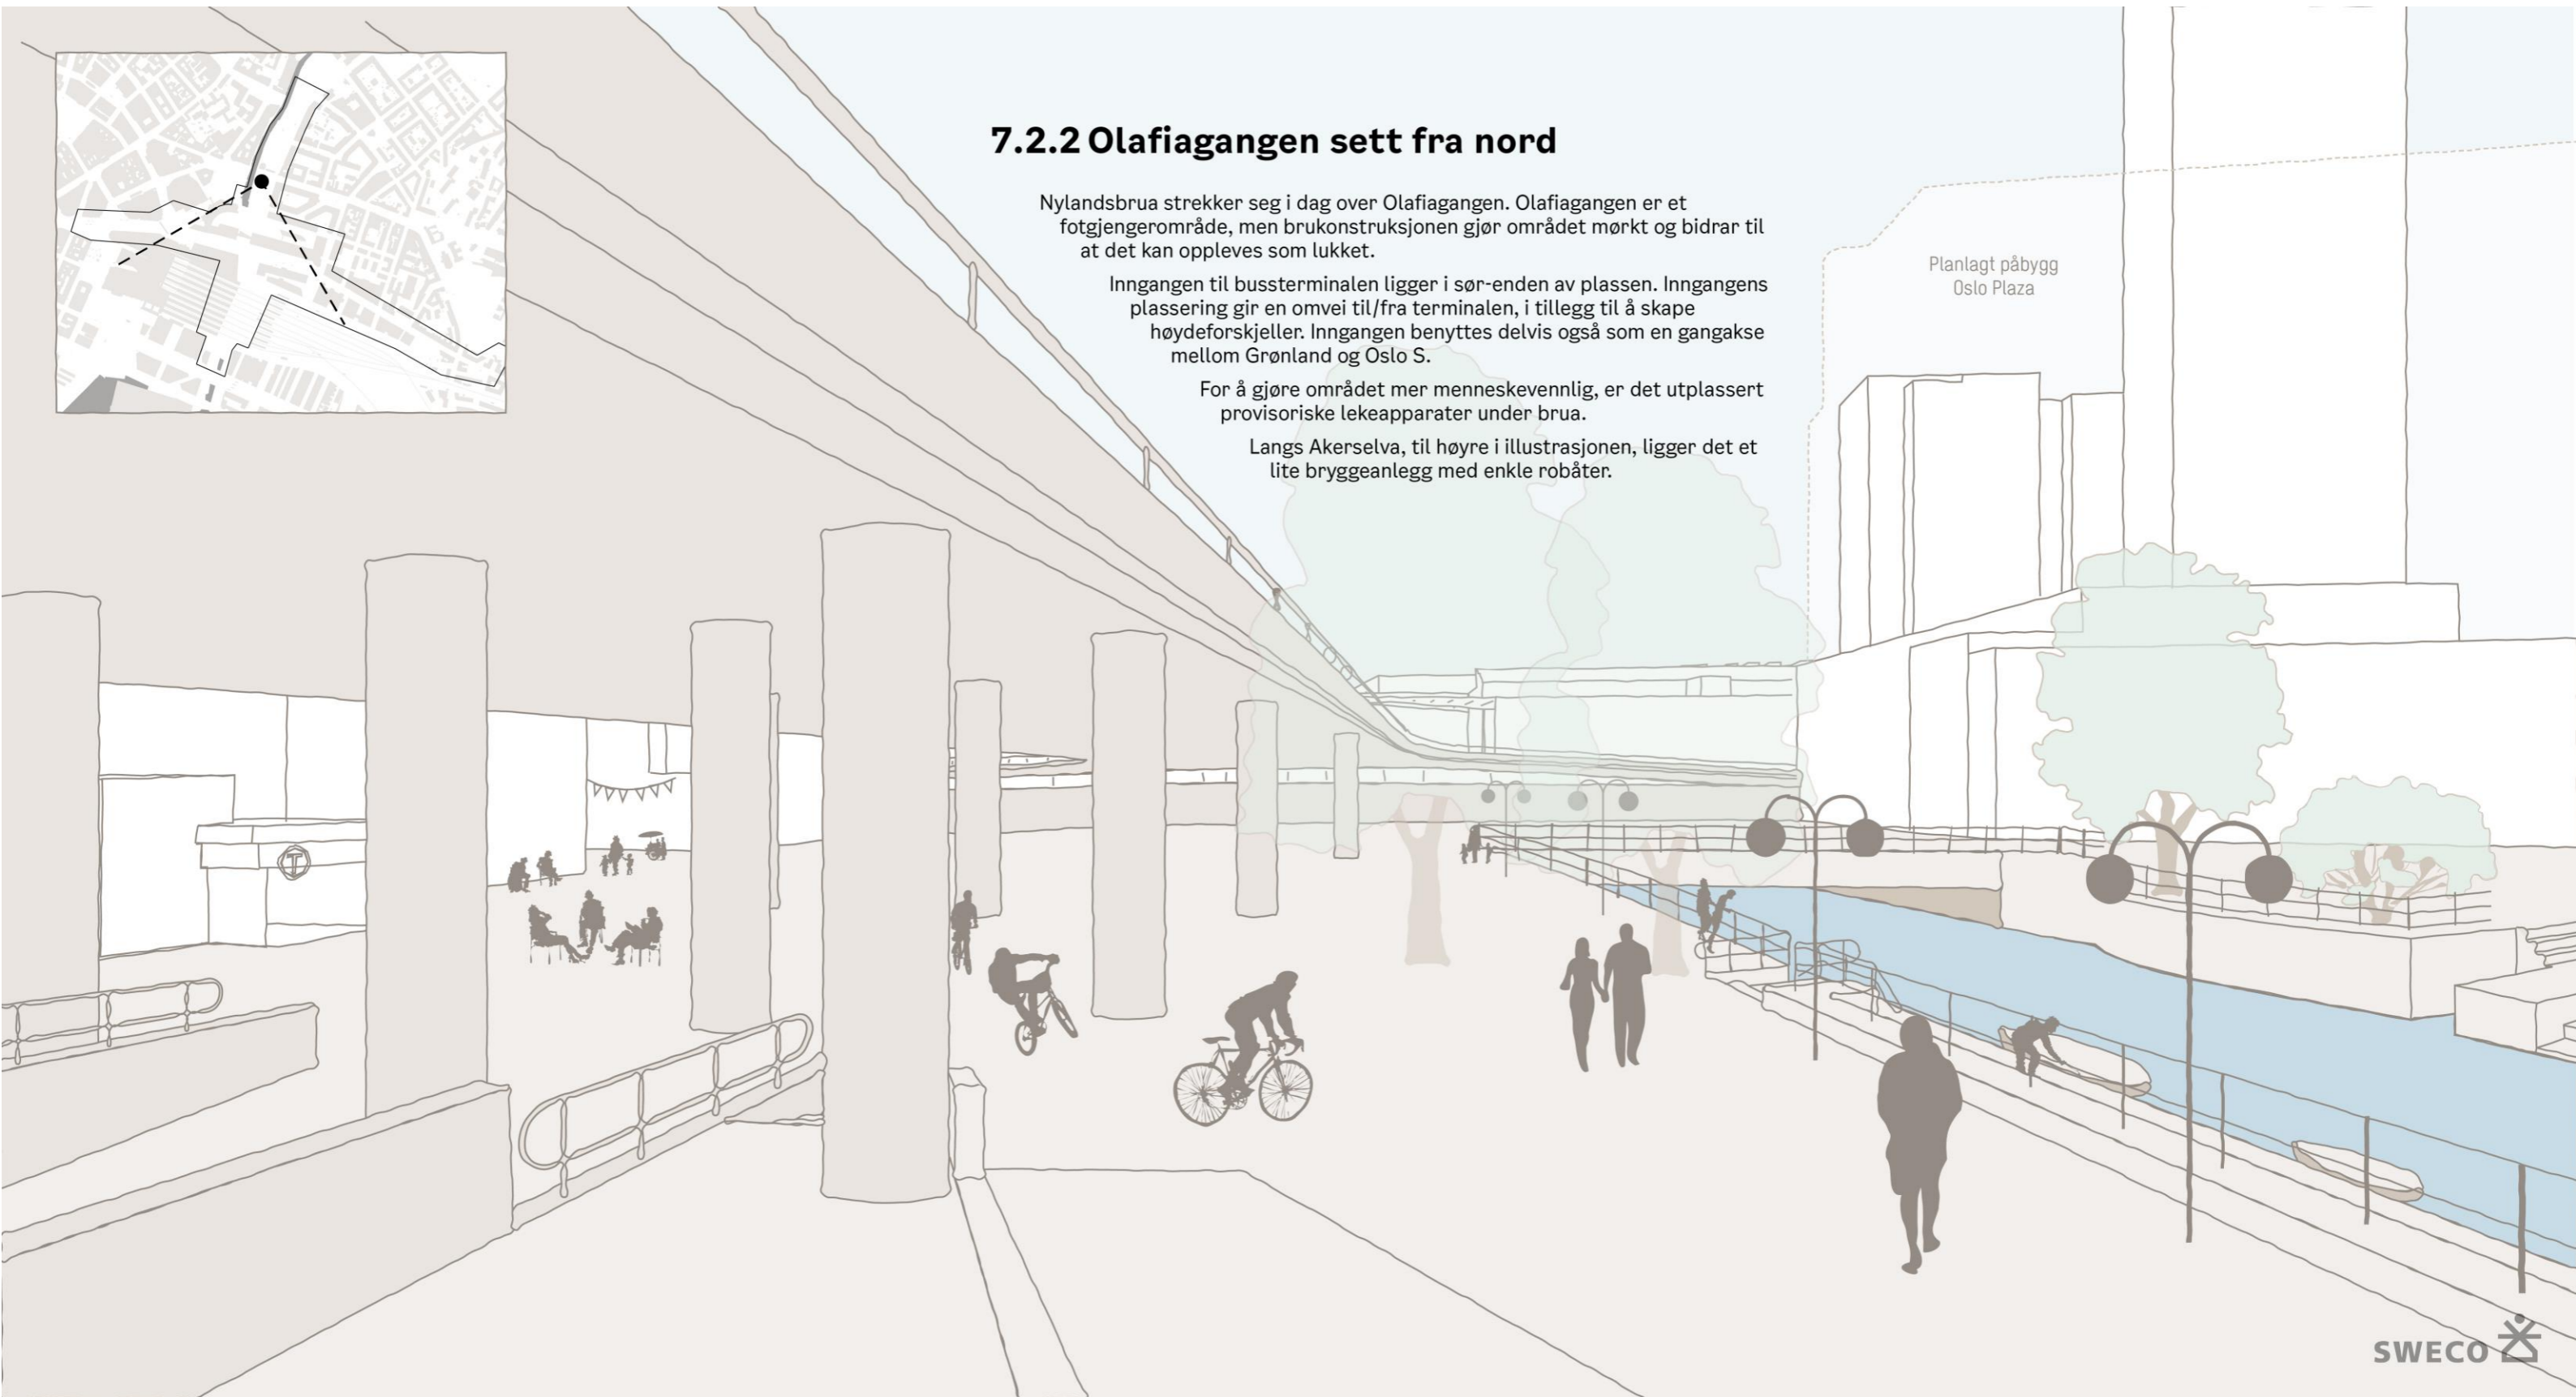 7.2.2 Olafiagangen sett fra nord
Nylandsbrua strekker seg i dag over Olafiagangen. Olafiagangen er et
fotgjengerområde, men brukonstruksjonen gjør området mørkt og bidrar til
at det kan oppleves som lukket.
Inngangen til bussterminalen ligger i sør-enden av plassen. Inngangens
plassering gir en omvei til/fra terminalen, i tillegg til å skape
høydeforskjeller. Inngangen benyttes delvis også som en gangakse
mellom Grønland og Oslo S.
For å gjøre området mer menneskevennlig, er det utplassert
provisoriske lekeapparater under brua.
Langs Akerselva, til høyre i illustrasjonen, ligger det et
lite bryggeanlegg med enkle robåter.
Planlagt påbygg
Oslo Plaza
T
SWECO